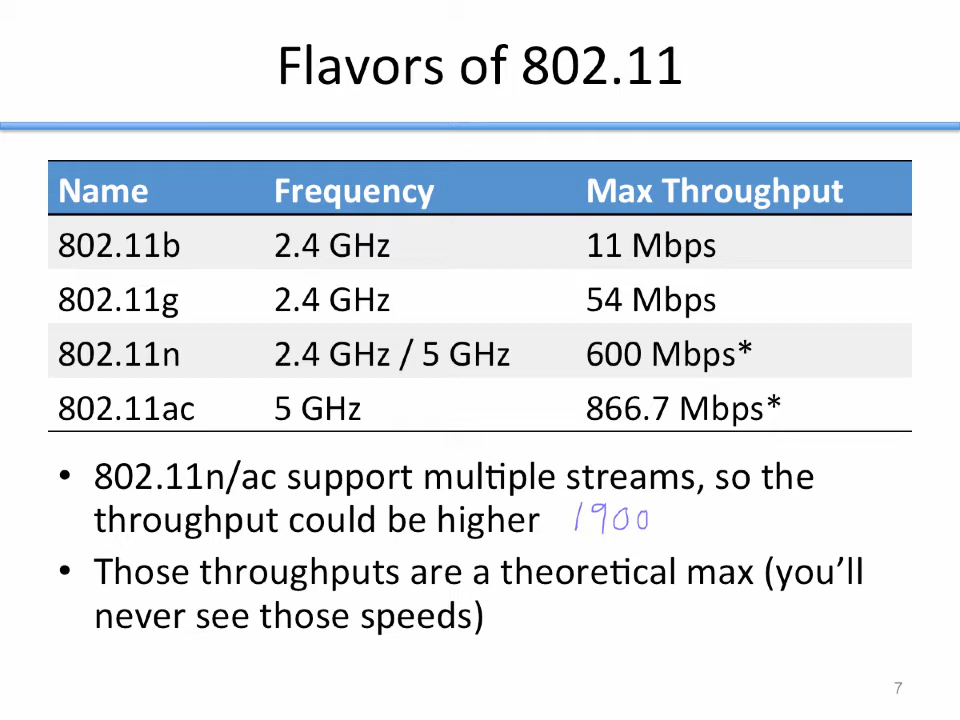 Flavors of 802.11
Name Frequency Max Throughput
802.11b 2.4 GHz 11 Mbps
802.11g 2.4 GHz 54 Mbps
802.11n 2.4 GHz / 5 GHz 600 Mbps*
802.11ac 5 GHz 866.7 Mbps*
• 802.11n/ac support multiple streams, so the
throughput could be higher 1900
• Those throughputs are a theoretical max (you’ll
never see those speeds)
7